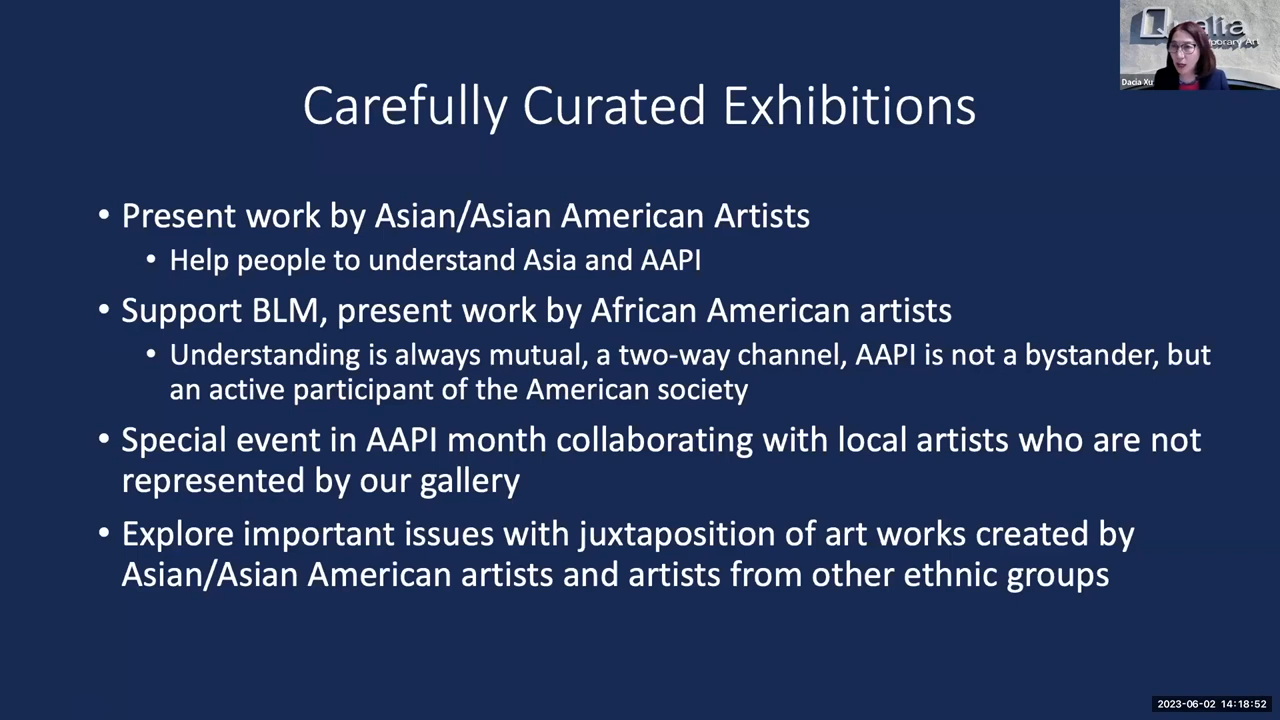 Qualia
Contemporary Art
Dacia Xu
Carefully Curated Exhibitions
• Present work by Asian/Asian American Artists
• Help people to understand Asia and AAPI
• Support BLM, present work by African American artists
• Understanding is always mutual, a two-way channel, AAPI is not a bystander, but
an active participant of the American society
• Special event in AAPI month collaborating with local artists who are not
represented by our gallery
• Explore important issues with juxtaposition of art works created by
Asian/Asian American artists and artists from other ethnic groups
2023-06-02 14:18:52